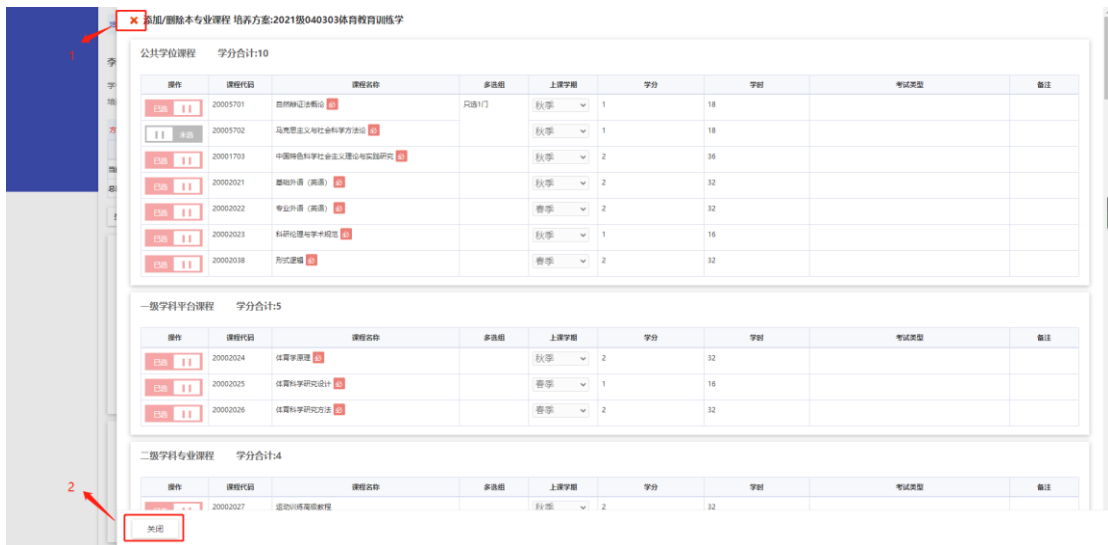 添加/删除本专业课程 培养方案:2021级040303体育教育训练学
1
公共学位课程 学分合计:10
操作 课程代码 课程名称 多选组 上课学期 学分 学时 考试类型 备注
已选 20005701 自然辩证法概论 必 只选1门 秋季 1 18
未选 20005702 马克思主义与社会科学方法论 必 秋季 1 18
已选 20001703 中国特色科学社会主义理论与实践研究 必 秋季 2 36
已选 20002021 基础外语（英语） 必 秋季 2 32
已选 20002022 专业外语（英语） 必 春季 2 32
已选 20002023 科研伦理与学术规范 必 秋季 1 16
已选 20002038 形式逻辑 必 春季 2 32
一级学科平台课程 学分合计:5
操作 课程代码 课程名称 多选组 上课学期 学分 学时 考试类型 备注
已选 20002024 体育学原理 必 秋季 2 32
已选 20002025 体育科学研究设计 必 春季 1 16
已选 20002026 体育科学研究方法 必 春季 2 32
二级学科专业课程 学分合计:4
操作 课程代码 课程名称 多选组 上课学期 学分 学时 考试类型 备注
20002027 运动训练高级教程 秋季 2 32
2
关闭